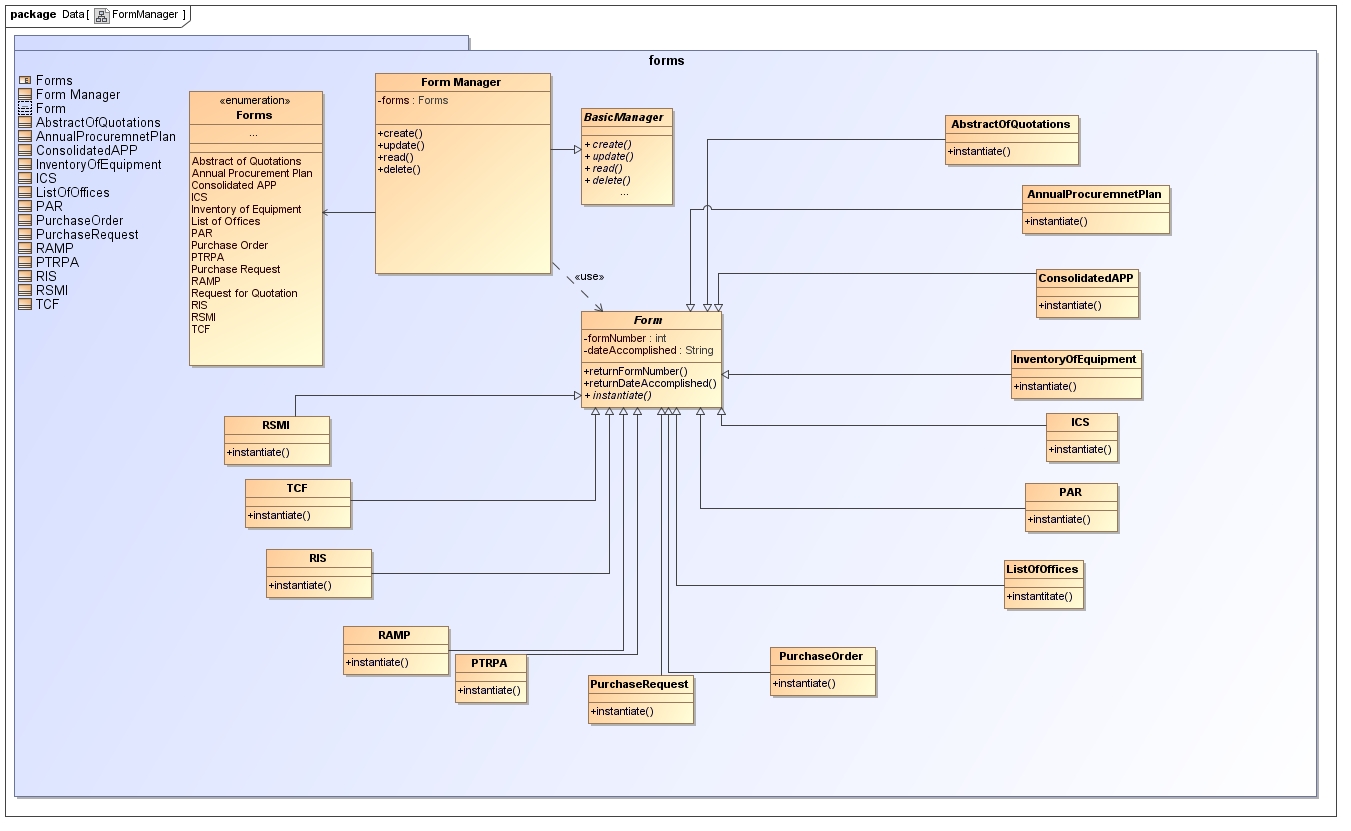 package Data[ FormManager ]
forms
Forms
Form Manager
Form
AbstractOfQuotations
AnnualProcuremnetPlan
ConsolidatedAPP
InventoryOfEquipment
ICS
ListOfOffices
PAR
PurchaseOrder
PurchaseRequest
RAMP
PTRPA
RIS
RSMI
TCF
«enumeration»
Forms
...
Abstract of Quotations
Annual Procurement Plan
Consolidated APP
ICS
Inventory of Equipment
List of Offices
PAR
Purchase Order
PTRPA
Purchase Request
RAMP
Request for Quotation
RIS
RSMI
TCF
Form Manager
-forms : Forms
+create()
+update()
+read()
+delete()
BasicManager
+ create()
+ update()
+ read()
+ delete()
...
«use»
Form
-formNumber : int
-dateAccomplished : String
+returnFormNumber()
+returnDateAccomplished()
+ instantiate()
AbstractOfQuotations
+instantiate()
AnnualProcuremnetPlan
+instantiate()
ConsolidatedAPP
+instantiate()
InventoryOfEquipment
+instantiate()
ICS
+instantiate()
PAR
+instantiate()
ListOfOffices
+instantitate()
PurchaseOrder
+instantiate()
PurchaseRequest
+instantiate()
PTRPA
+instantiate()
RAMP
+instantiate()
RIS
+instantiate()
TCF
+instantiate()
RSMI
+instantiate()